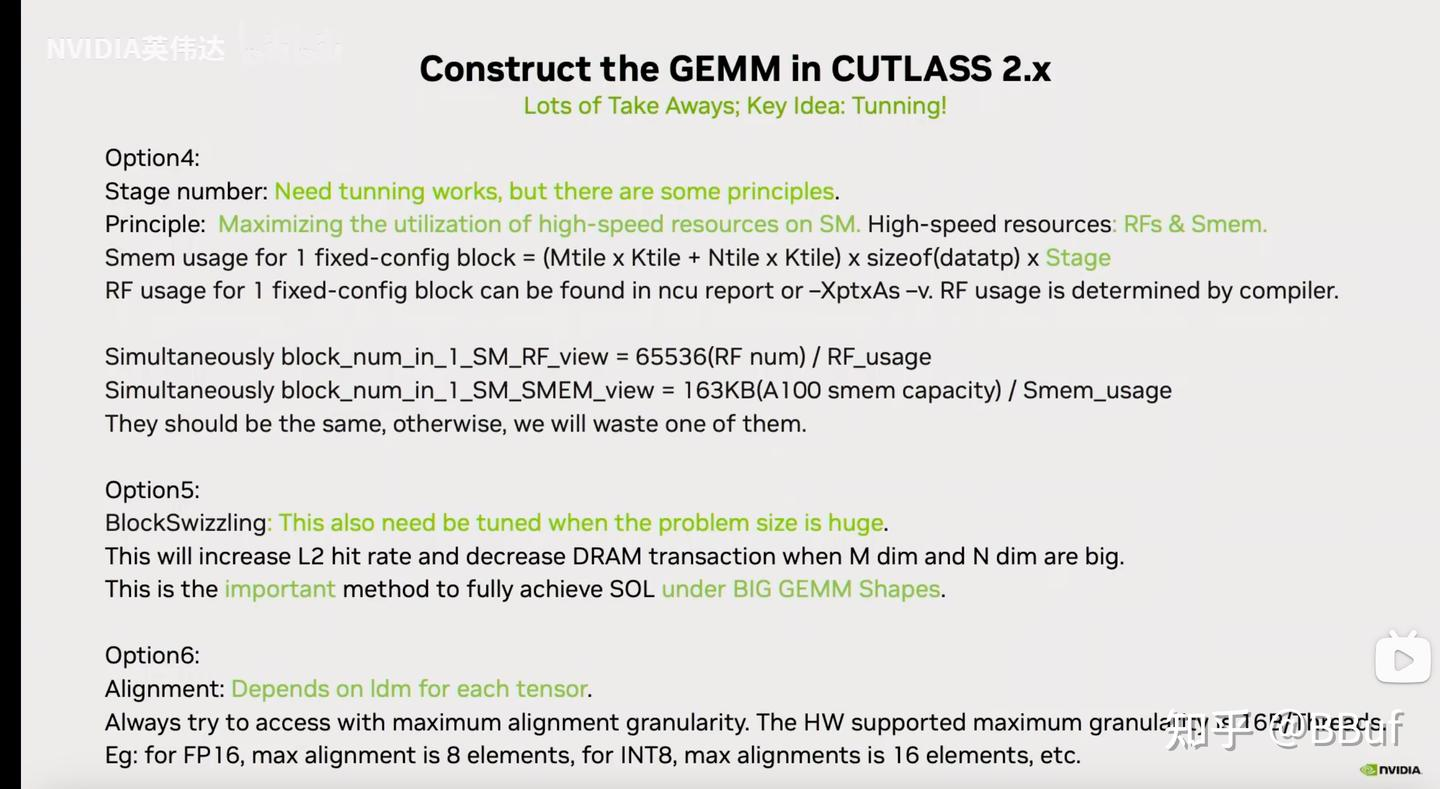 NVIDIA英伟达
Construct the GEMM in CUTLASS 2.x
Lots of Take Aways; Key Idea: Tunning!
Option4:
Stage number: Need tunning works, but there are some principles.
Principle: Maximizing the utilization of high-speed resources on SM. High-speed resources: RFs & Smem.
Smem usage for 1 fixed-config block = (Mtile x Ktile + Ntile x Ktile) x sizeof(datatp) x Stage
RF usage for 1 fixed-config block can be found in ncu report or –XptxAs –v. RF usage is determined by compiler.
Simultaneously block_num_in_1_SM_RF_view = 65536(RF num) / RF_usage
Simultaneously block_num_in_1_SM_SMEM_view = 163KB(A100 smem capacity) / Smem_usage
They should be the same, otherwise, we will waste one of them.
Option5:
BlockSwizzling: This also need be tuned when the problem size is huge.
This will increase L2 hit rate and decrease DRAM transaction when M dim and N dim are big.
This is the important method to fully achieve SOL under BIG GEMM Shapes.
Option6:
Alignment: Depends on ldm for each tensor.
Always try to access with maximum alignment granularity. The HW supported maximum granularity is 16B/Threads.
Eg: for FP16, max alignment is 8 elements, for INT8, max alignments is 16 elements, etc.
知乎 @BBuf
NVIDIA